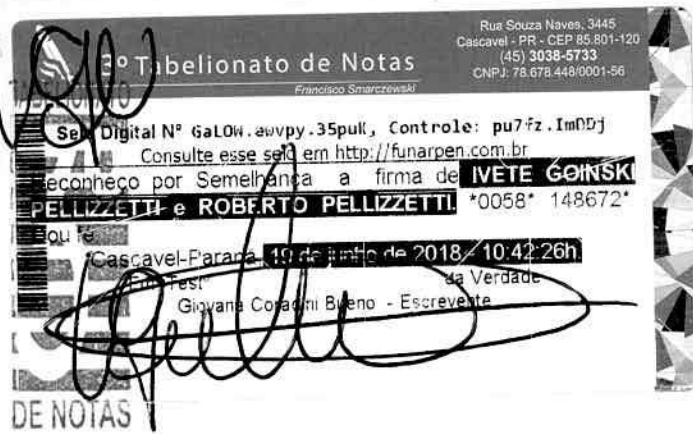 Rua Souza Naves, 3445
Cascavel - PR - CEP 85.801-120
(45) 3038-5733
CNPJ: 78.678.448/0001-56
3º Tabelionato de Notas
Francisco Smarczewski
Selo Digital Nº GaLOW.awvpy.35puK, Controle: pu7fz.ImDDj
Consulte esse selo em http://funarpen.com.br
Reconheço por Semelhança a firma de IVETE GOINSKI
PELLIZZETTI e ROBERTO PELLIZZETTI. *0058* 148672*
Dou fé
Cascavel-Paraná, 19 de junho de 2018 - 10:42:26h
Em Testº da Verdade
Giovana Coradini Bueno - Escrevente
DE NOTAS